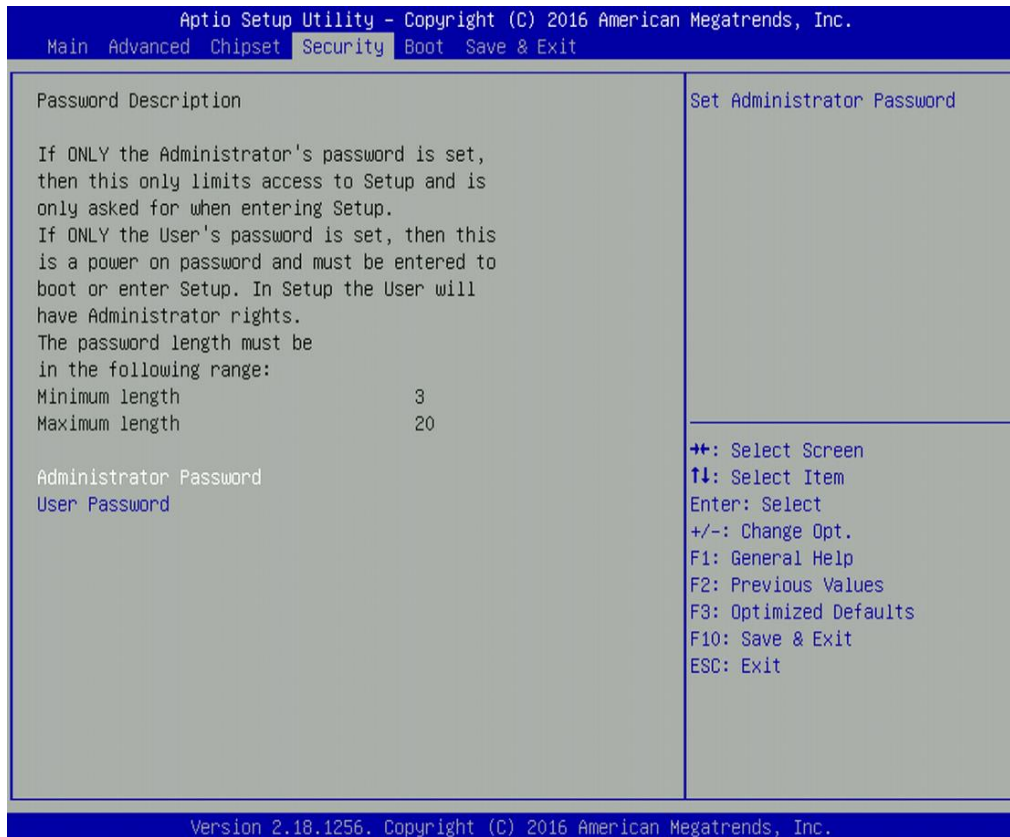 Aptio Setup Utility – Copyright (C) 2016 American Megatrends, Inc.
Main Advanced Chipset Security Boot Save & Exit
Password Description
If ONLY the Administrator's password is set,
then this only limits access to Setup and is
only asked for when entering Setup.
If ONLY the User's password is set, then this
is a power on password and must be entered to
boot or enter Setup. In Setup the User will
have Administrator rights.
The password length must be
in the following range:
Minimum length 3
Maximum length 20
Administrator Password
User Password
Set Administrator Password
→←: Select Screen
↑↓: Select Item
Enter: Select
+/-: Change Opt.
F1: General Help
F2: Previous Values
F3: Optimized Defaults
F10: Save & Exit
ESC: Exit
Version 2.18.1256. Copyright (C) 2016 American Megatrends, Inc.